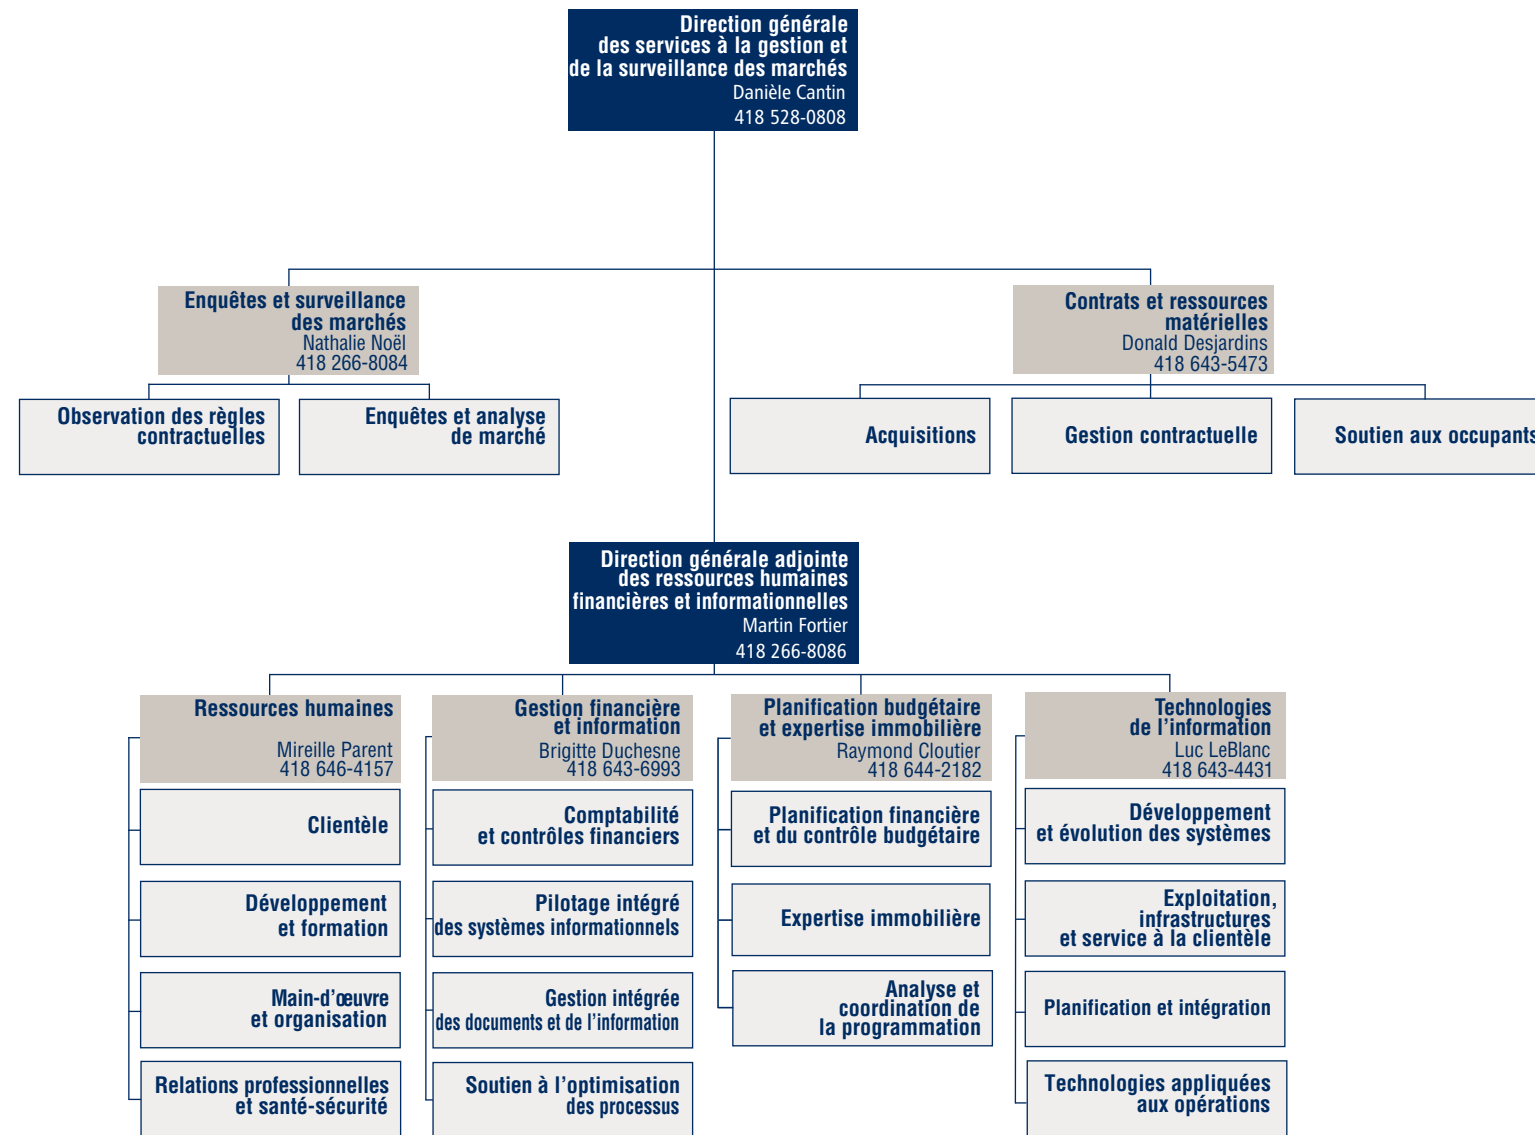 Direction générale
des services à la gestion et
de la surveillance des marchés
Danièle Cantin
418 528-0808
Enquêtes et surveillance
des marchés
Nathalie Noël
418 266-8084
Contrats et ressources
matérielles
Donald Desjardins
418 643-5473
Observation des règles
contractuelles
Enquêtes et analyse
de marché
Acquisitions
Gestion contractuelle
Soutien aux occupants
Direction générale adjointe
des ressources humaines
financières et informationnelles
Martin Fortier
418 266-8086
Ressources humaines
Mireille Parent
418 646-4157
Clientèle
Développement
et formation
Main-d'œuvre
et organisation
Relations professionnelles
et santé-sécurité
Gestion financière
et information
Brigitte Duchesne
418 643-6993
Comptabilité
et contrôles financiers
Pilotage intégré
des systèmes informationnels
Gestion intégrée
des documents et de l'information
Soutien à l'optimisation
des processus
Planification budgétaire
et expertise immobilière
Raymond Cloutier
418 644-2182
Planification financière
et du contrôle budgétaire
Expertise immobilière
Analyse et
coordination de
la programmation
Technologies
de l'information
Luc LeBlanc
418 643-4431
Développement
et évolution des systèmes
Exploitation,
infrastructures
et service à la clientèle
Planification et intégration
Technologies appliquées
aux opérations